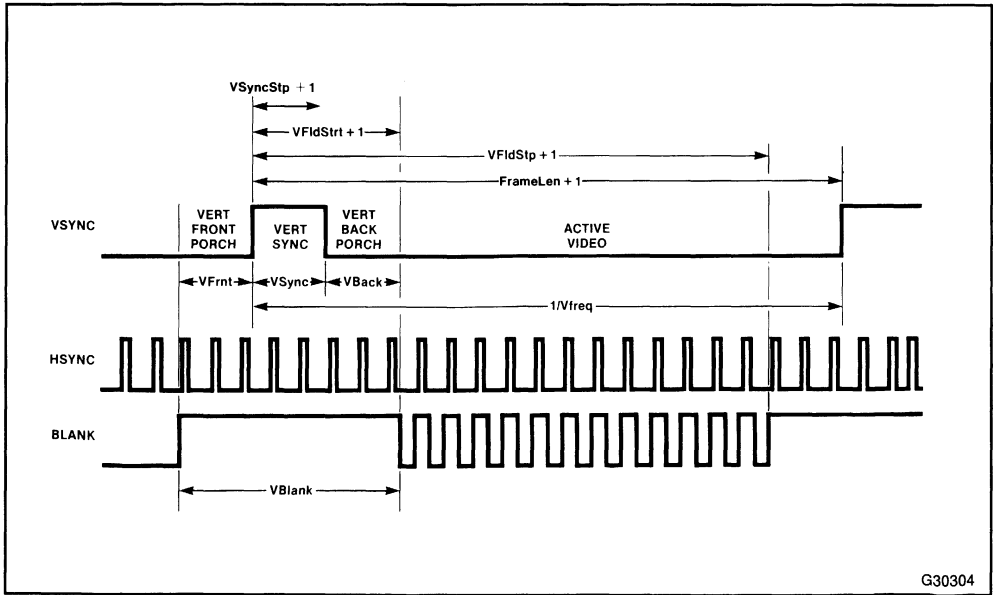 VSyncStp + 1
VFldStrt + 1
VFldStp + 1
FrameLen + 1
VSYNC
VERT
FRONT
PORCH
VERT
SYNC
VERT
BACK
PORCH
ACTIVE
VIDEO
VFrnt
VSync
VBack
1/Vfreq
HSYNC
BLANK
VBlank
G30304